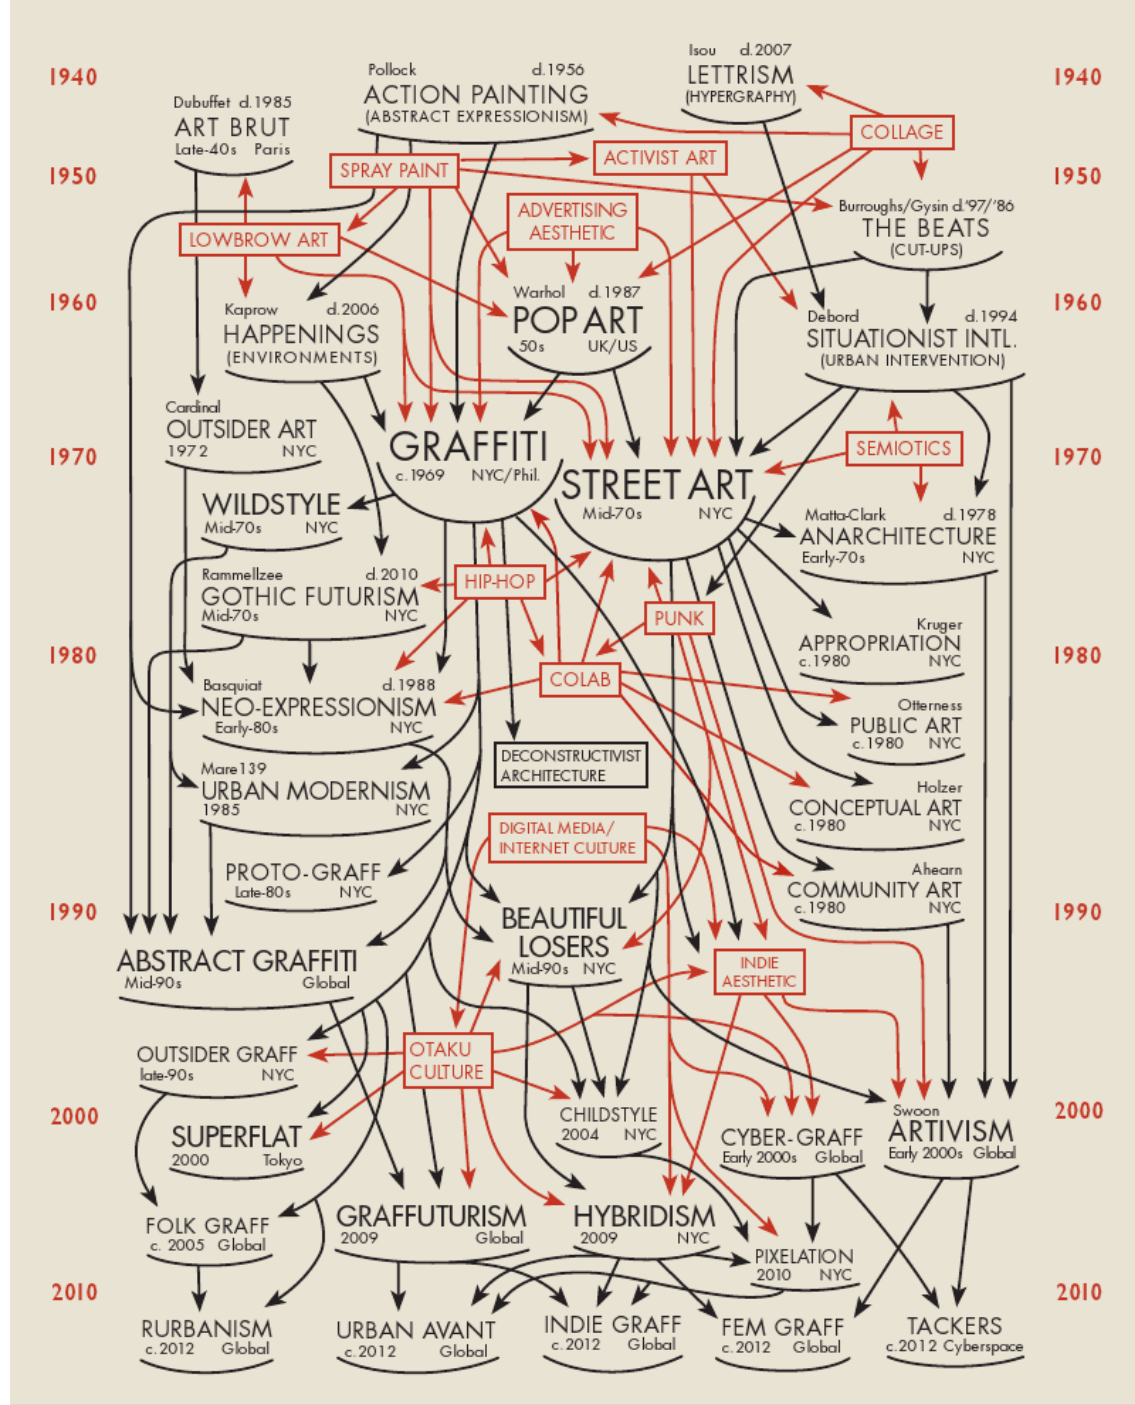 1940
Isou d.2007
LETTRISM
(HYPERGRAPHY)
1940
Pollock d.1956
ACTION PAINTING
(ABSTRACT EXPRESSIONISM)
Dubuffet d.1985
ART BRUT
Late-40s Paris
COLLAGE
1950
SPRAY PAINT
ACTIVIST ART
1950
LOWBROW ART
ADVERTISING
AESTHETIC
Burroughs/Gysin d.'97/'86
THE BEATS
(CUT-UPS)
1960
Kaprow d.2006
HAPPENINGS
(ENVIRONMENTS)
Warhol d.1987
POP ART
50s UK/US
Debord d.1994
SITUATIONIST INTL.
(URBAN INTERVENTION)
1960
Cardinal
OUTSIDER ART
1972 NYC
1970
GRAFFITI
c.1969 NYC/Phil.
SEMIOTICS
1970
STREET ART
Mid-70s NYC
WILDSTYLE
Mid-70s NYC
Matta-Clark d.1978
ANARCHITECTURE
Early-70s NYC
Rammellzee d.2010
GOTHIC FUTURISM
Mid-70s NYC
HIP-HOP
PUNK
Kruger
APPROPRIATION
c.1980 NYC
1980
COLAB
1980
Basquiat d.1988
NEO-EXPRESSIONISM
Early-80s NYC
Otterness
PUBLIC ART
c.1980 NYC
DECONSTRUCTIVIST
ARCHITECTURE
Mare139
URBAN MODERNISM
1985 NYC
Holzer
CONCEPTUAL ART
c.1980 NYC
DIGITAL MEDIA/
INTERNET CULTURE
PROTO-GRAFF
Late-80s NYC
Ahearn
COMMUNITY ART
c.1980 NYC
1990
BEAUTIFUL
LOSERS
Mid-90s NYC
1990
ABSTRACT GRAFFITI
Mid-90s Global
INDIE
AESTHETIC
OUTSIDER GRAFF
late-90s NYC
OTAKU
CULTURE
2000
CHILDSTYLE
2004 NYC
2000
SUPERFLAT
2000 Tokyo
CYBER-GRAFF
Early 2000s Global
Swoon
ARTIVISM
Early 2000s Global
FOLK GRAFF
c. 2005 Global
GRAFFUTURISM
2009 Global
HYBRIDISM
2009 NYC
PIXELATION
2010 NYC
2010
2010
RURBANISM
c.2012 Global
URBAN AVANT
c.2012 Global
INDIE GRAFF
c.2012 Global
FEM GRAFF
c.2012 Global
TACKERS
c.2012 Cyberspace